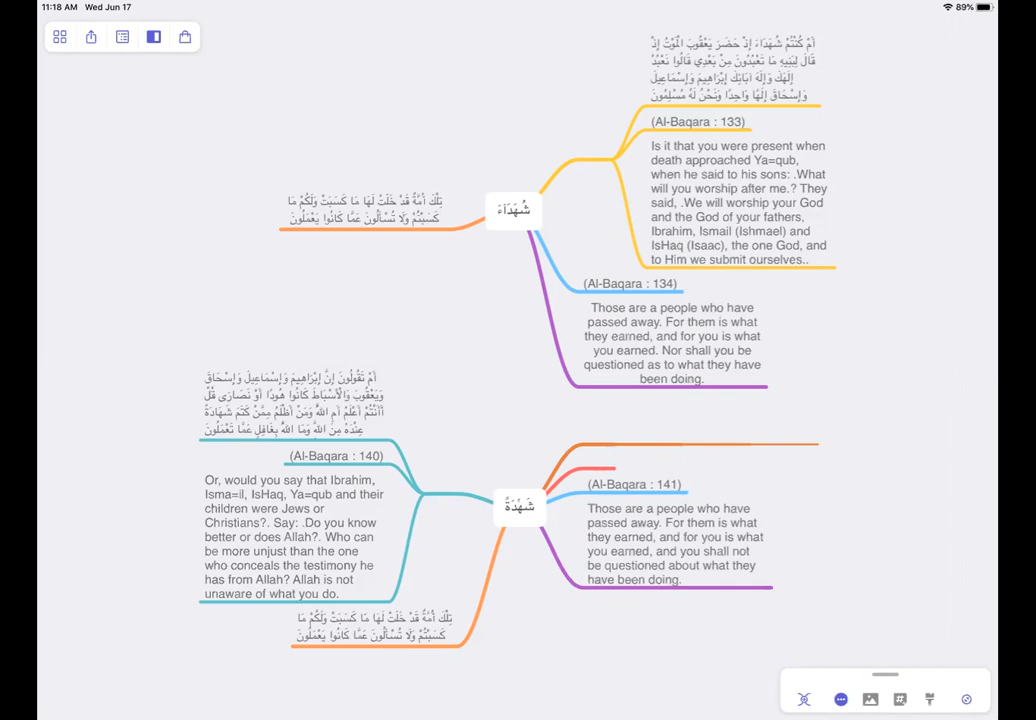 11:18 AM Wed Jun 17
89%
أَمْ كُنْتُمْ شُهَدَاءَ إِذْ حَضَرَ يَعْقُوبَ الْمَوْتُ إِذْ
قَالَ لِبَنِيهِ مَا تَعْبُدُونَ مِنْ بَعْدِي قَالُوا نَعْبُدُ
إِلَٰهَكَ وَإِلَٰهَ آبَائِكَ إِبْرَاهِيمَ وَإِسْمَاعِيلَ
وَإِسْحَاقَ إِلَٰهًا وَاحِدًا وَنَحْنُ لَهُ مُسْلِمُونَ
(Al-Baqara : 133)
Is it that you were present when
death approached Ya=qub,
when he said to his sons: .What
will you worship after me.? They
said, .We will worship your God
and the God of your fathers,
Ibrahim, Ismail (Ishmael) and
IsHaq (Isaac), the one God, and
to Him we submit ourselves..
شُهَدَآءَ
تِلْكَ أُمَّةٌ قَدْ خَلَتْ لَهَا مَا كَسَبَتْ وَلَكُمْ مَا
كَسَبْتُمْ وَلَا تُسْأَلُونَ عَمَّا كَانُوا يَعْمَلُونَ
(Al-Baqara : 134)
Those are a people who have
passed away. For them is what
they earned, and for you is what
you earned. Nor shall you be
questioned as to what they have
been doing.
أَمْ تَقُولُونَ إِنَّ إِبْرَاهِيمَ وَإِسْمَاعِيلَ وَإِسْحَاقَ
وَيَعْقُوبَ وَالْأَسْبَاطَ كَانُوا هُودًا أَوْ نَصَارَى قُلْ
أَأَنْتُمْ أَعْلَمُ أَمِ اللَّهُ وَمَنْ أَظْلَمُ مِمَّنْ كَتَمَ شَهَادَةً
عِنْدَهُ مِنَ اللَّهِ وَمَا اللَّهُ بِغَافِلٍ عَمَّا تَعْمَلُونَ
(Al-Baqara : 140)
Or, would you say that Ibrahim,
Isma=il, IsHaq, Ya=qub and their
children were Jews or
Christians?. Say: .Do you know
better or does Allah?. Who can
be more unjust than the one
who conceals the testimony he
has from Allah? Allah is not
unaware of what you do.
شَهَٰدَةً
(Al-Baqara : 141)
Those are a people who have
passed away. For them is what
they earned, and for you is what
you earned, and you shall not
be questioned about what they
have been doing.
تِلْكَ أُمَّةٌ قَدْ خَلَتْ لَهَا مَا كَسَبَتْ وَلَكُمْ مَا
كَسَبْتُمْ وَلَا تُسْأَلُونَ عَمَّا كَانُوا يَعْمَلُونَ